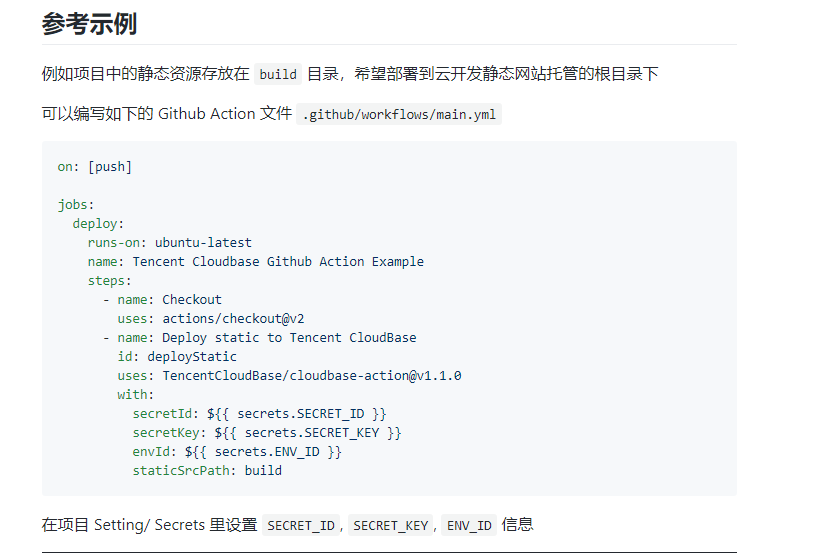 参考示例
例如项目中的静态资源存放在 build 目录，希望部署到云开发静态网站托管的根目录下
可以编写如下的 Github Action 文件 .github/workflows/main.yml
on: [push]
jobs:
  deploy:
    runs-on: ubuntu-latest
    name: Tencent Cloudbase Github Action Example
    steps:
      - name: Checkout
        uses: actions/checkout@v2
      - name: Deploy static to Tencent CloudBase
        id: deployStatic
        uses: TencentCloudBase/cloudbase-action@v1.1.0
        with:
          secretId: ${{ secrets.SECRET_ID }}
          secretKey: ${{ secrets.SECRET_KEY }}
          envId: ${{ secrets.ENV_ID }}
          staticSrcPath: build
在项目 Setting/ Secrets 里设置 SECRET_ID, SECRET_KEY, ENV_ID 信息